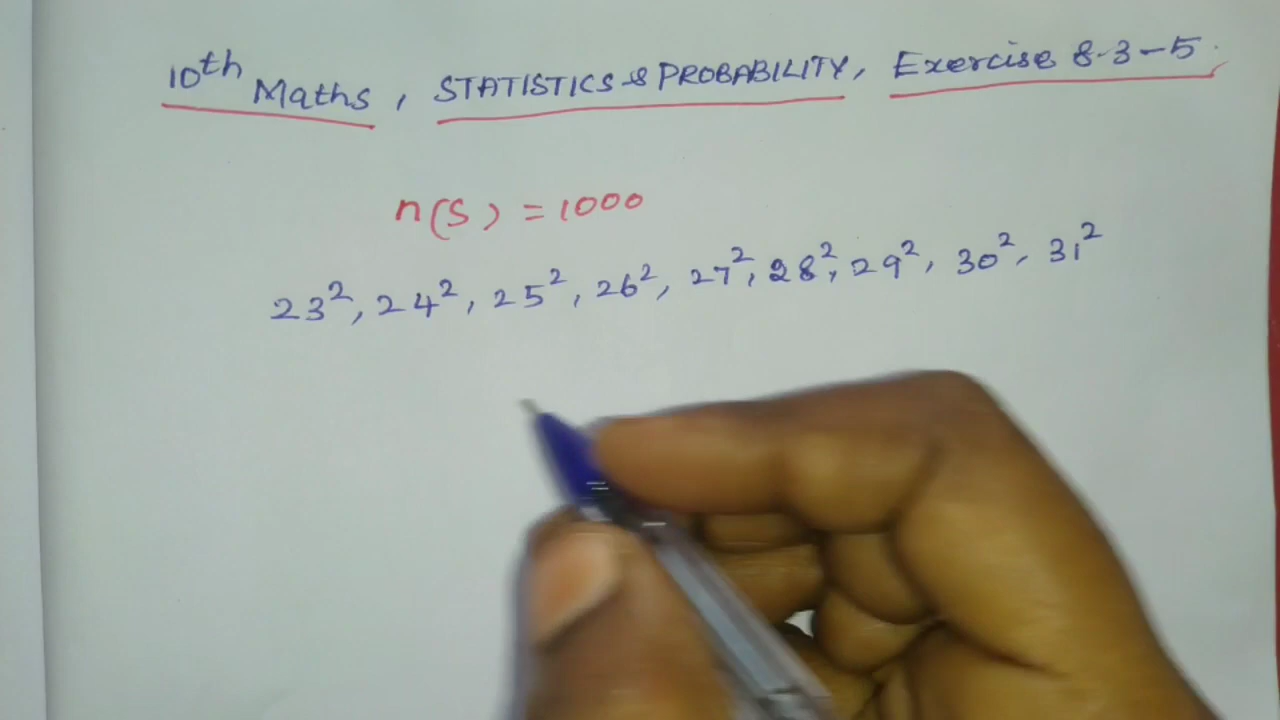 10th Maths, STATISTICS & PROBABILITY, Exercise 8.3-5.
n(S) = 1000
23², 24², 25², 26², 27², 28², 29², 30², 31²